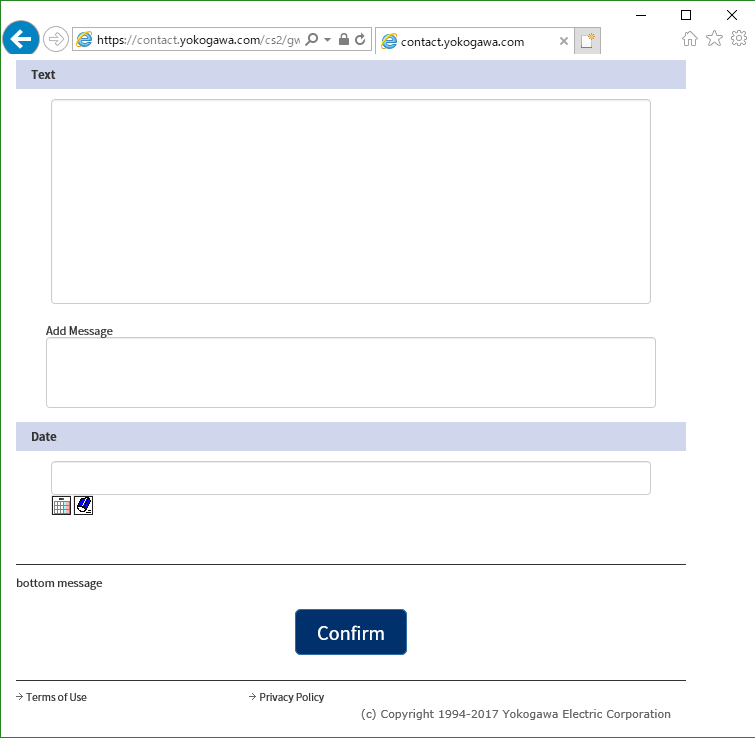 https://contact.yokogawa.com/cs2/gw
contact.yokogawa.com
Text
Add Message
Date
bottom message
Confirm
Terms of Use
Privacy Policy
(c) Copyright 1994-2017 Yokogawa Electric Corporation